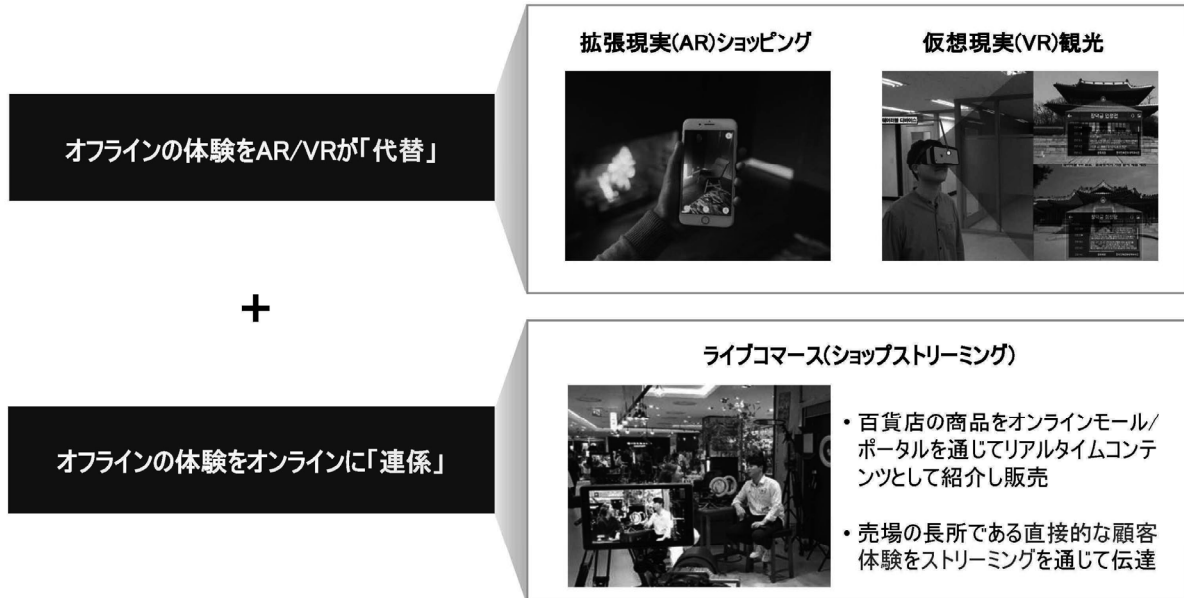 拡張現実(AR)ショッピング
仮想現実(VR)観光
オフラインの体験をAR/VRが「代替」
+
ライブコマース(ショップストリーミング)
オフラインの体験をオンラインに「連係」
• 百貨店の商品をオンラインモール/
ポータルを通じてリアルタイムコンテ
ンツとして紹介し販売
• 売場の長所である直接的な顧客
体験をストリーミングを通じて伝達